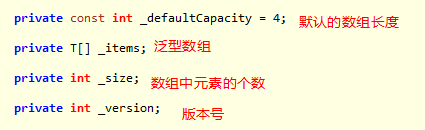 private const int _defaultCapacity = 4; 默认的数组长度
private T[] _items; 泛型数组
private int _size; 数组中元素的个数
private int _version; 版本号